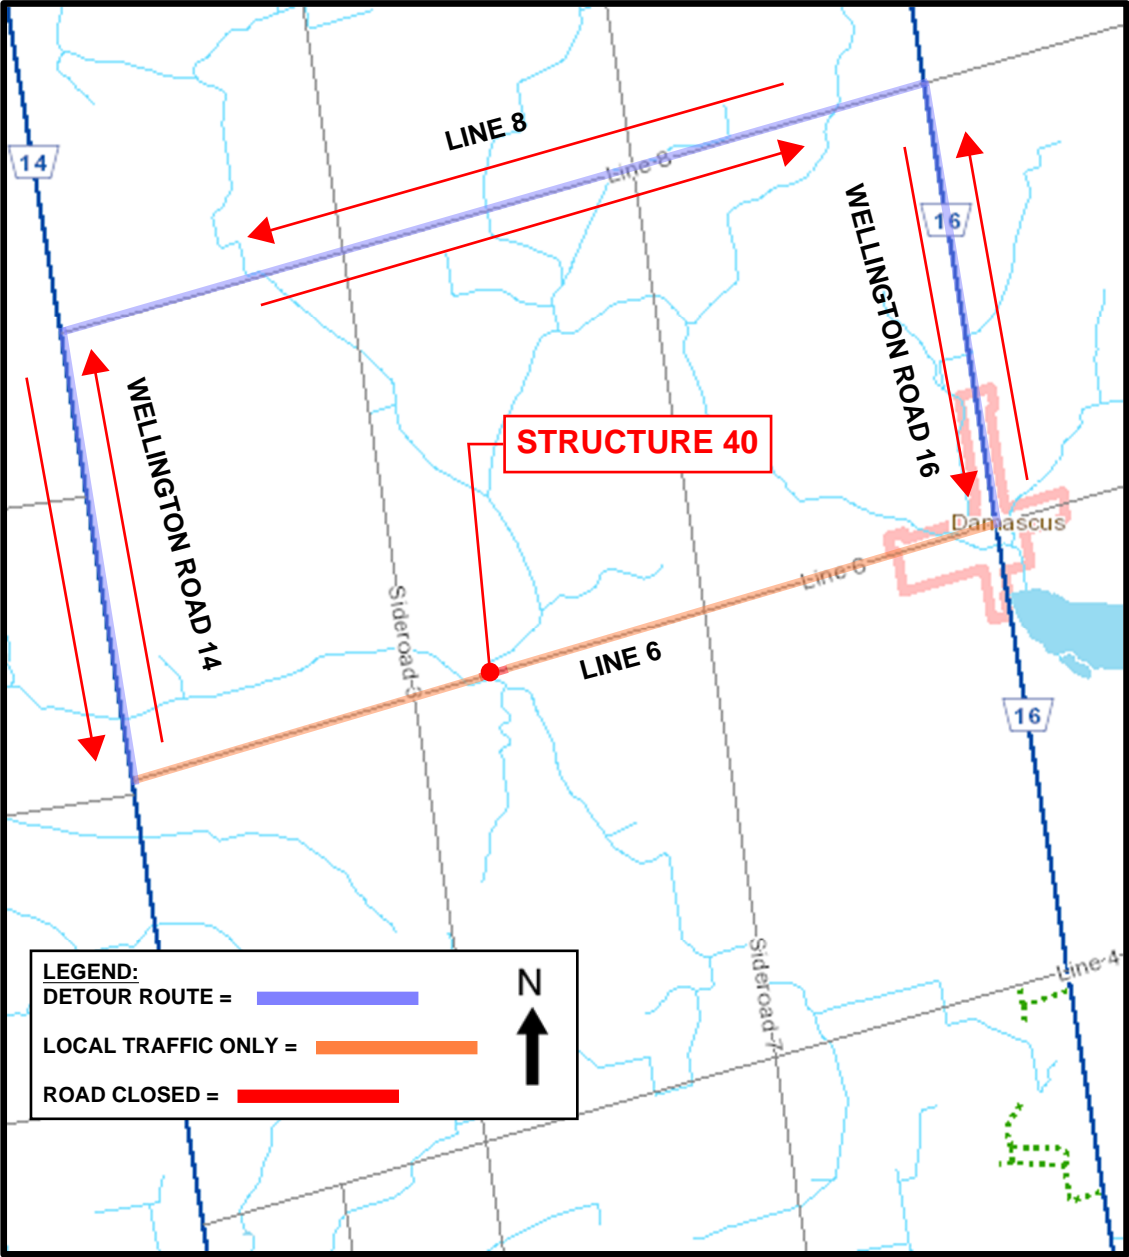 14
LINE 8
Line 8
16
WELLINGTON ROAD 16
WELLINGTON ROAD 14
STRUCTURE 40
Damascus
Line 6
Sideroad 3
LINE 6
16
Sideroad 7
Line 4
LEGEND:
DETOUR ROUTE =
LOCAL TRAFFIC ONLY =
ROAD CLOSED =
N